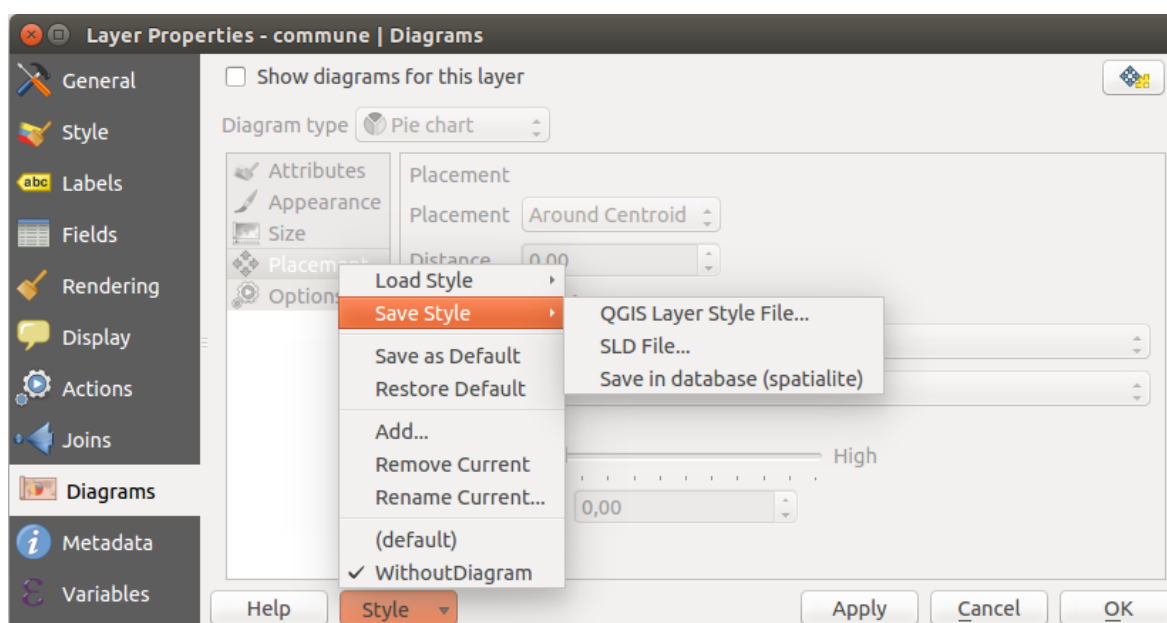 Layer Properties - commune | Diagrams
General
Style
abc Labels
Fields
Rendering
Display
Actions
Joins
Diagrams
Metadata
Variables
Show diagrams for this layer
Diagram type Pie chart
Attributes
Appearance
Size
Placement
Options
Placement
Placement Around Centroid
Distance 0,00
High
0,00
Load Style
Save Style
Save as Default
Restore Default
Add...
Remove Current
Rename Current...
(default)
WithoutDiagram
QGIS Layer Style File...
SLD File...
Save in database (spatialite)
Help
Style
Apply
Cancel
OK